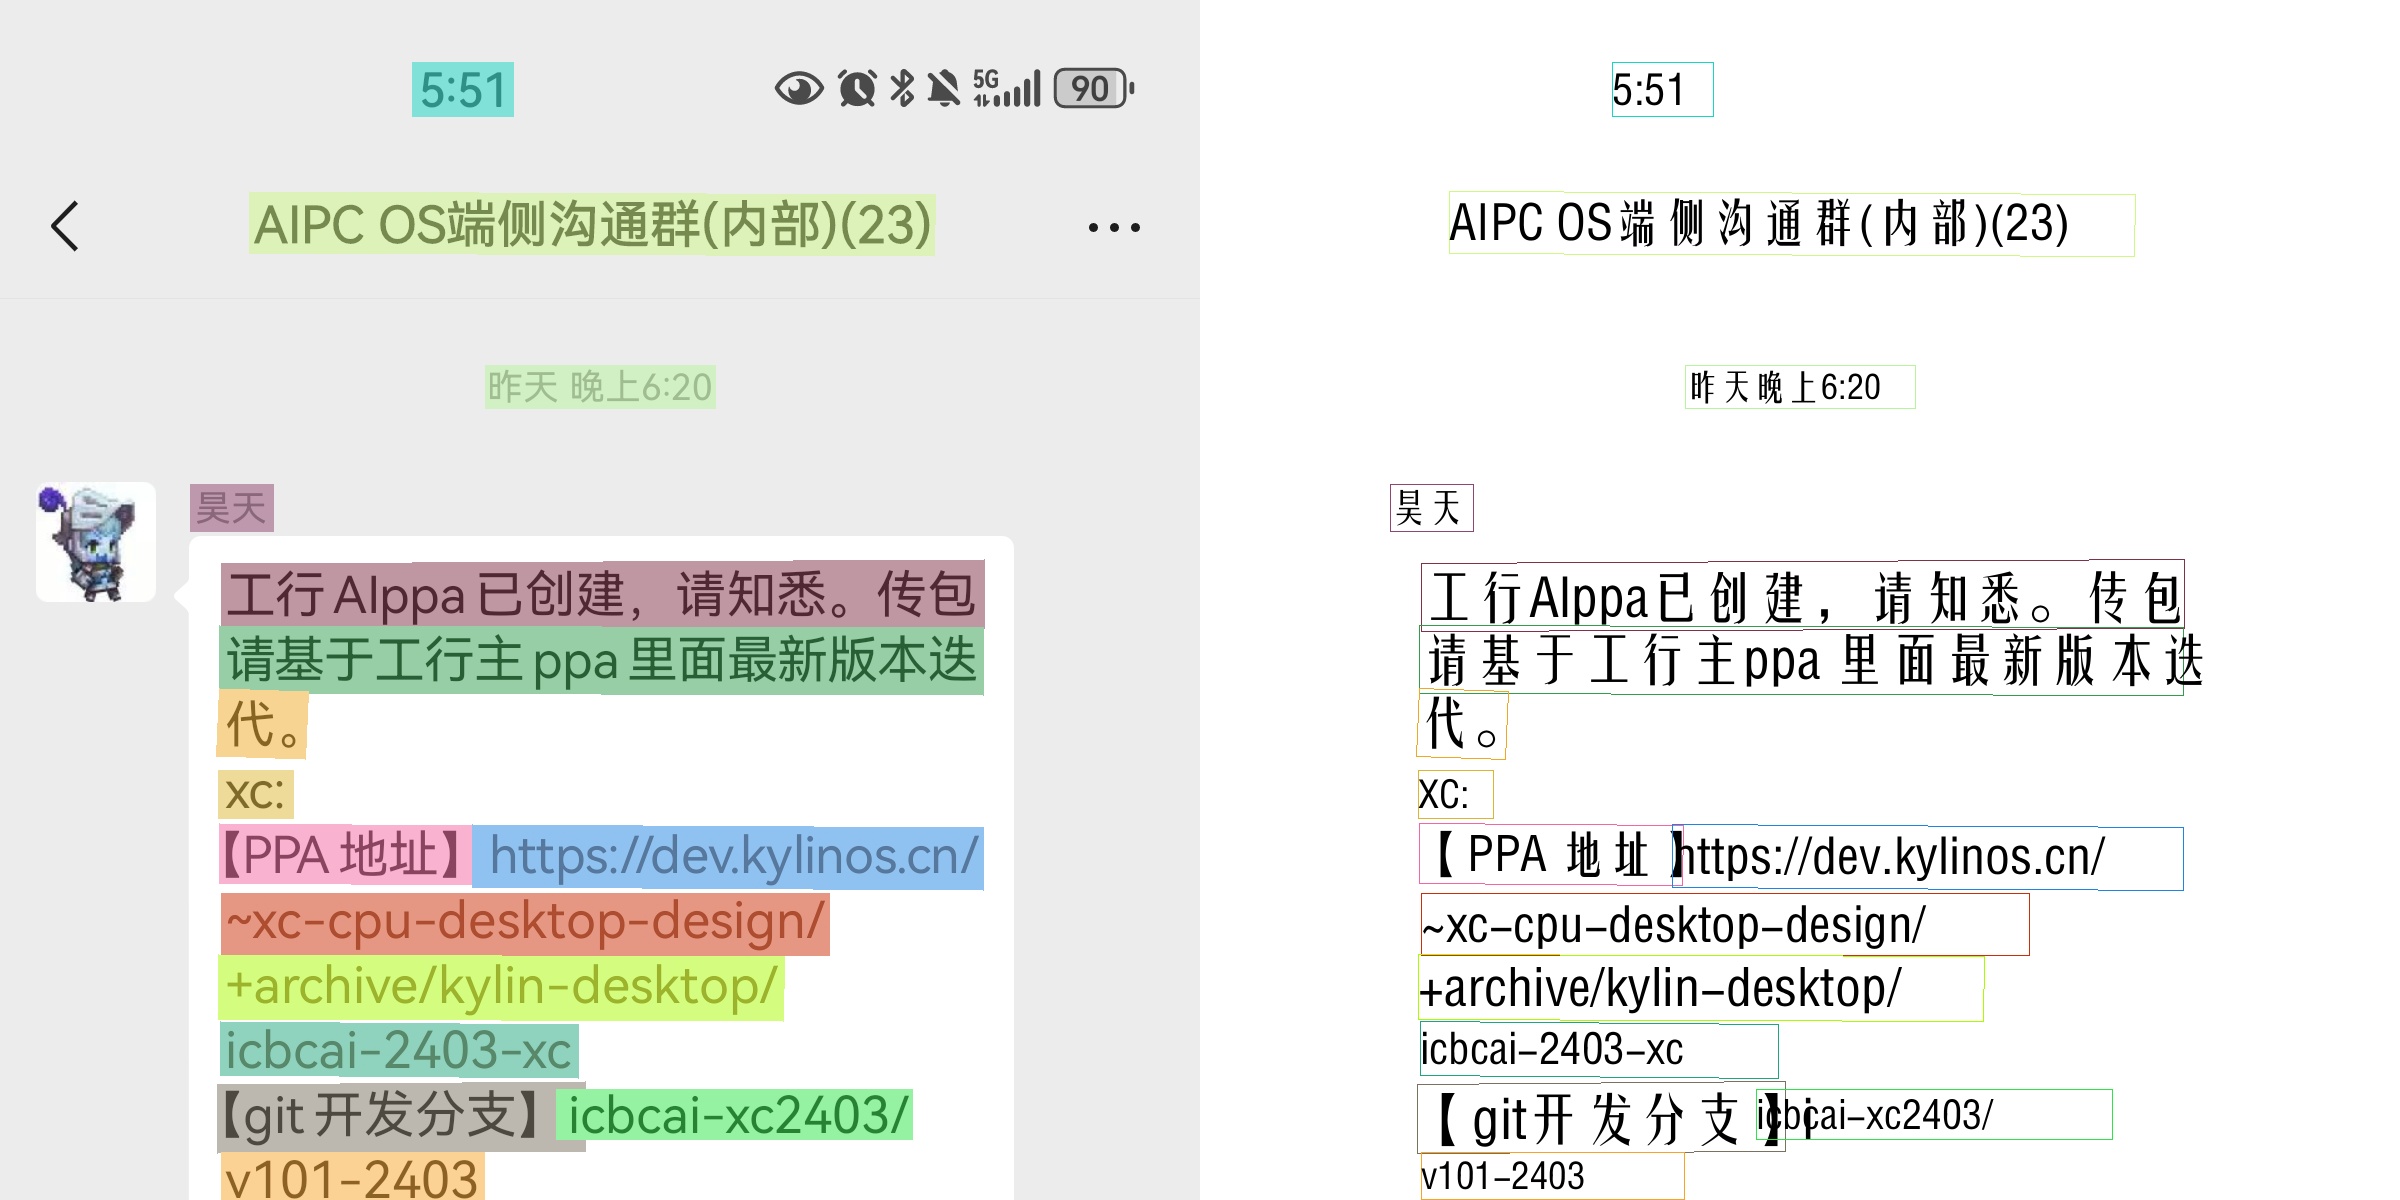 5:51
5G 90
AIPC OS端侧沟通群(内部)(23)
昨天 晚上6:20
昊天
工行AIppa已创建，请知悉。传包
请基于工行主ppa里面最新版本迭
代。
xc:
【PPA 地址】 https://dev.kylinos.cn/
~xc-cpu-desktop-design/
+archive/kylin-desktop/
icbcai-2403-xc
【git开发分支】 icbcai-xc2403/
v101-2403
5:51
AIPC OS端侧沟通群(内部)(23)
昨天晚上6:20
昊天
工行AIppa已创建，请知悉。传包
请基于工行主ppa里面最新版本迭
代。
XC:
【PPA 地址】https://dev.kylinos.cn/
~xc-cpu-desktop-design/
+archive/kylin-desktop/
icbcai-2403-xc
【git开发分支】i icbcai-xc2403/
v101-2403